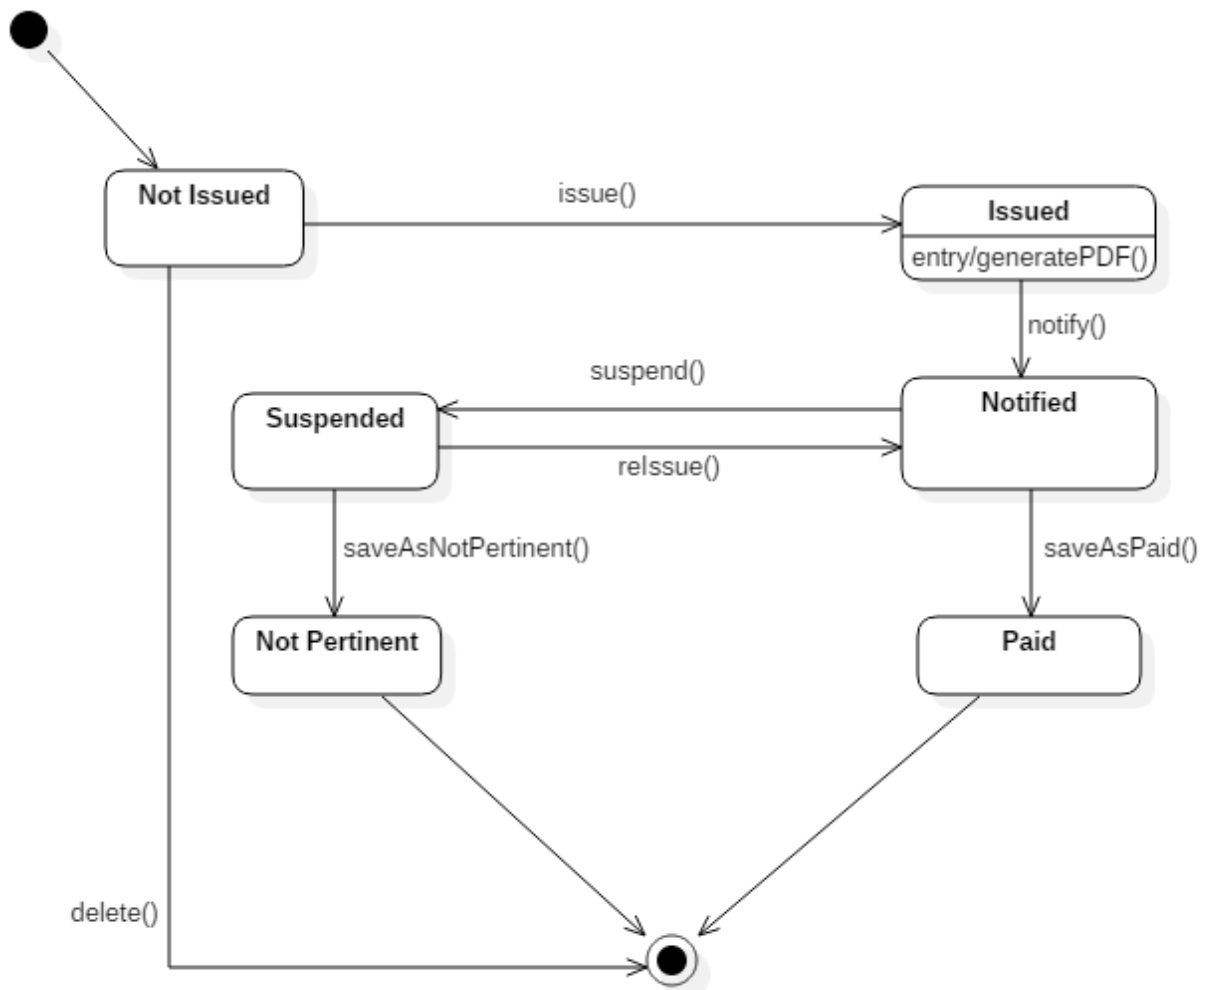 Not Issued
issue()
Issued
entry/generatePDF()
notify()
suspend()
Suspended
Notified
reIssue()
saveAsNotPertinent()
saveAsPaid()
Not Pertinent
Paid
delete()